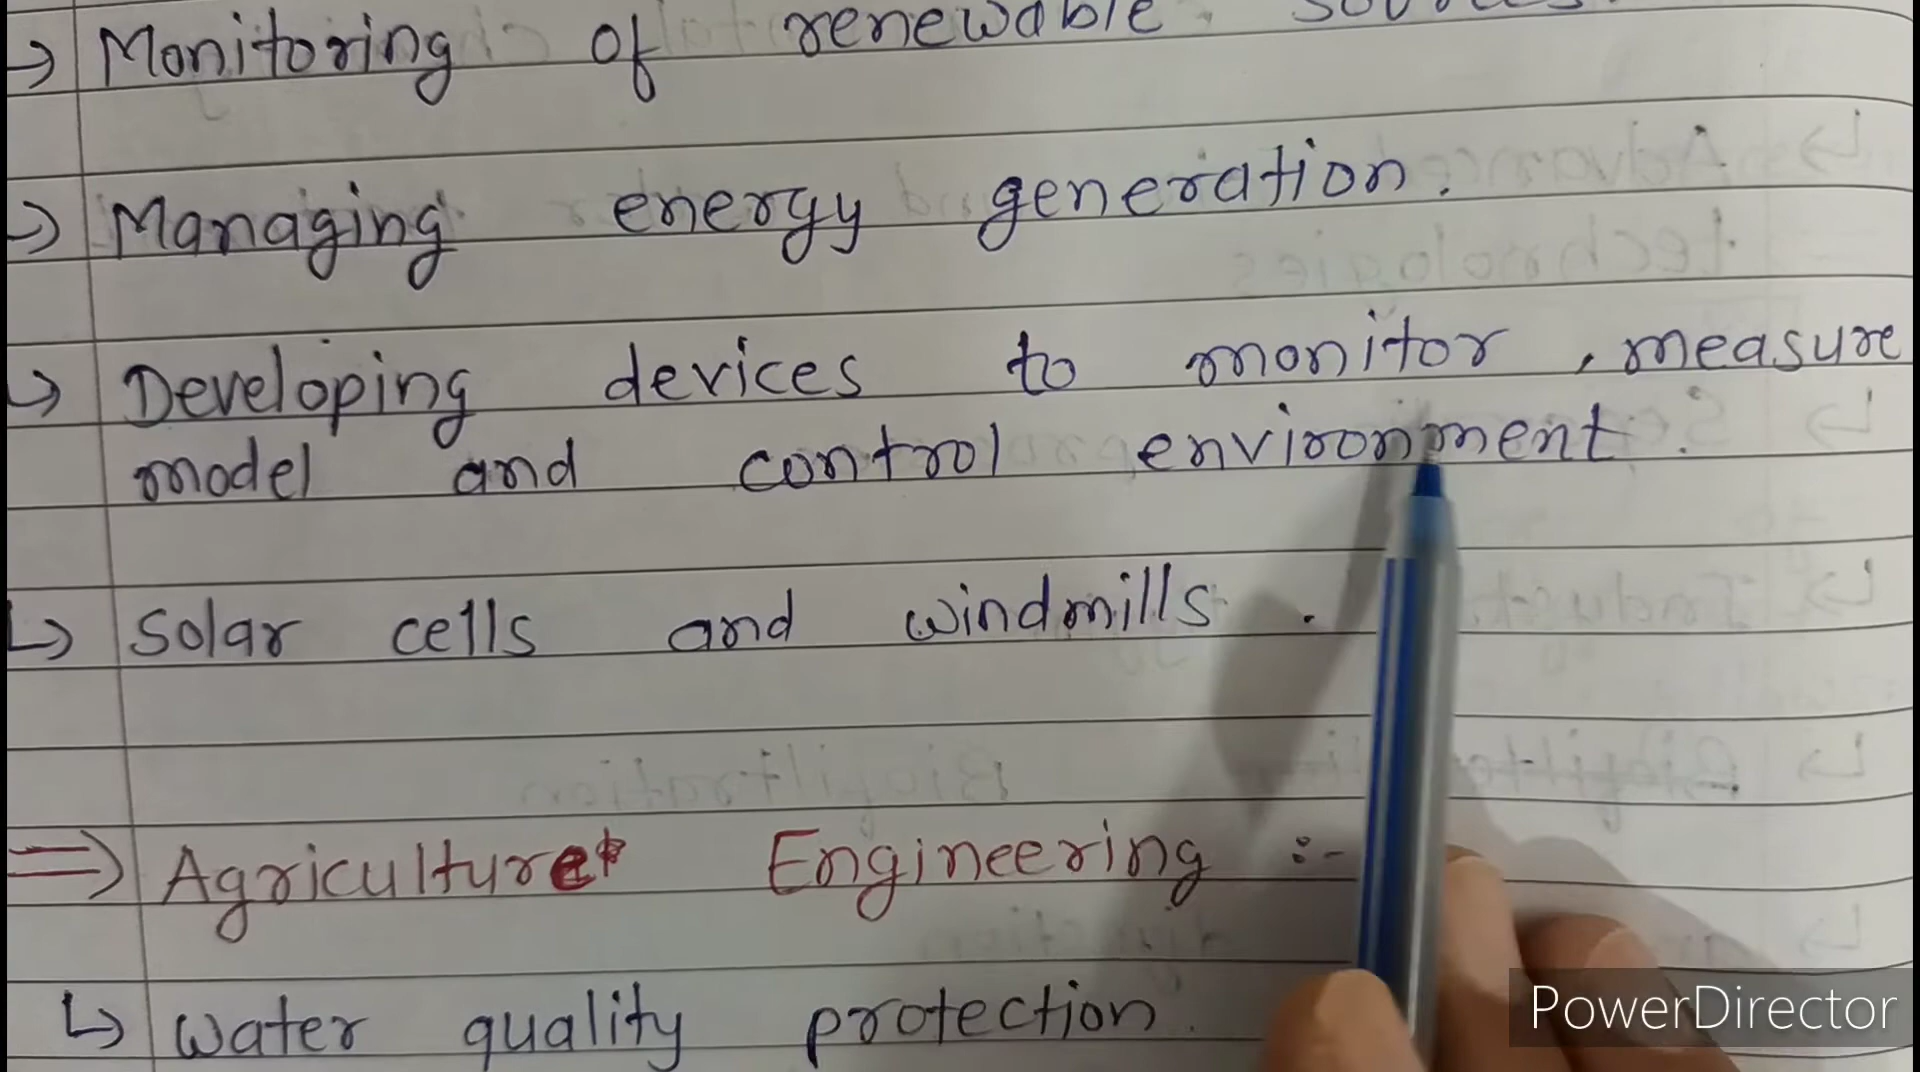 → Monitoring of renewable
→ Managing energy generation.
↳ Developing devices to monitor, measure
model and control environment.
↳ Solar cells and windmills.
⇒ Agriculture Engineering :-
↳ water quality protection.
PowerDirector